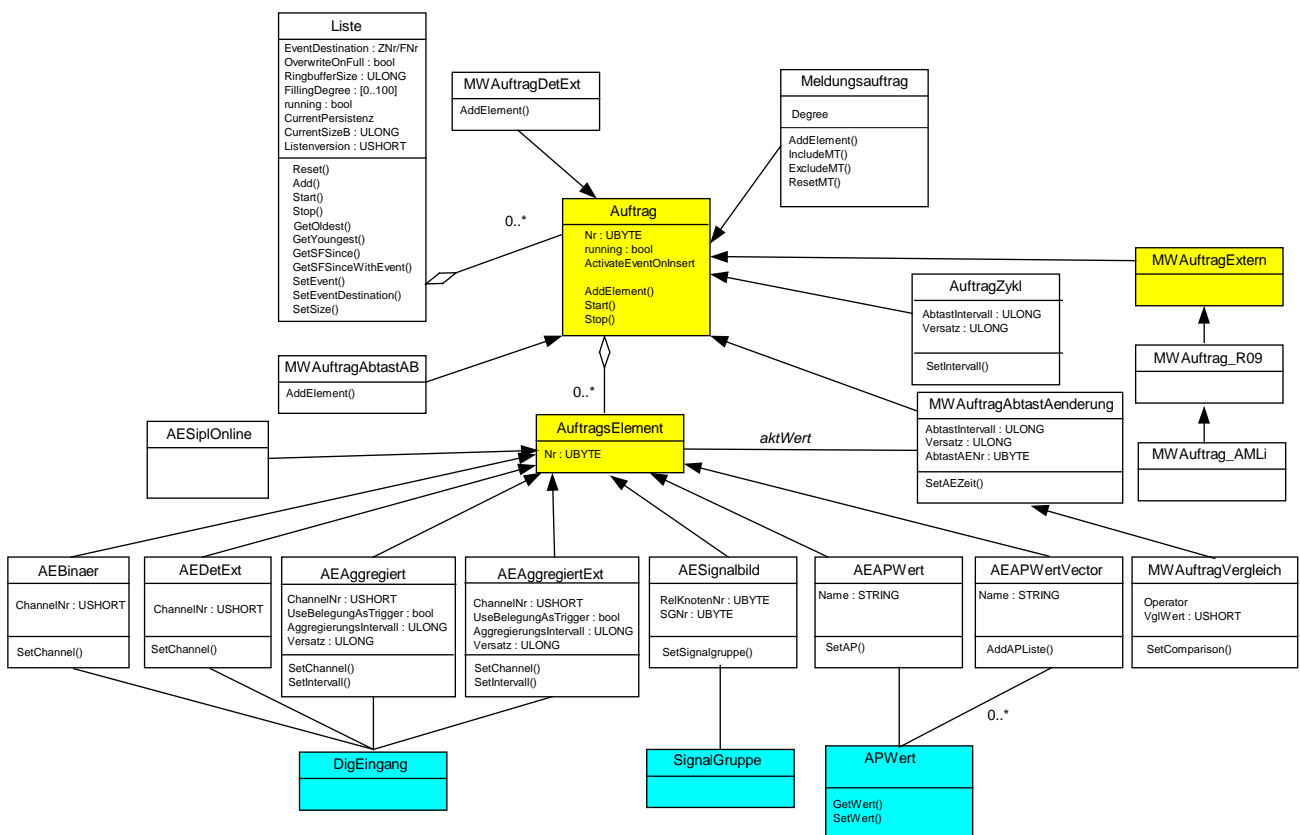 Liste
EventDestination : ZNr/FNr
OverwriteOnFull : bool
RingbufferSize : ULONG
FillingDegree : [0..100]
running : bool
CurrentPersistenz
CurrentSizeB : ULONG
Listenversion : USHORT
Reset()
Add()
Start()
Stop()
GetOldest()
GetYoungest()
GetSFSince()
GetSFSinceWithEvent()
SetEvent()
SetEventDestination()
SetSize()
MWAuftragDetExt
AddElement()
Meldungsauftrag
Degree
AddElement()
IncludeMT()
ExcludeMT()
ResetMT()
0..*
Auftrag
Nr : UBYTE
running : bool
ActivateEventOnInsert
AddElement()
Start()
Stop()
MWAuftragExtern
AuftragZykl
AbtastIntervall : ULONG
Versatz : ULONG
SetIntervall()
MWAuftrag_R09
MWAuftragAbtastAB
AddElement()
0..*
MWAuftragAbtastAenderung
AbtastIntervall : ULONG
Versatz : ULONG
AbtastAENr : UBYTE
SetAEZeit()
MWAuftrag_AMLi
AESiplOnline
AuftragsElement
Nr : UBYTE
aktWert
AEBinaer
ChannelNr : USHORT
SetChannel()
AEDetExt
ChannelNr : USHORT
SetChannel()
AEAggregiert
ChannelNr : USHORT
UseBelegungAsTrigger : bool
AggregierungsIntervall : ULONG
Versatz : ULONG
SetChannel()
SetIntervall()
AEAggregiertExt
ChannelNr : USHORT
UseBelegungAsTrigger : bool
AggregierungsIntervall : ULONG
Versatz : ULONG
SetChannel()
SetIntervall()
AESignalbild
RelKnotenNr : UBYTE
SGNr : UBYTE
SetSignalgruppe()
AEAPWert
Name : STRING
SetAP()
AEAPWertVector
Name : STRING
AddAPListe()
MWAuftragVergleich
Operator
VglWert : USHORT
SetComparison()
0..*
DigEingang
SignalGruppe
APWert
GetWert()
SetWert()